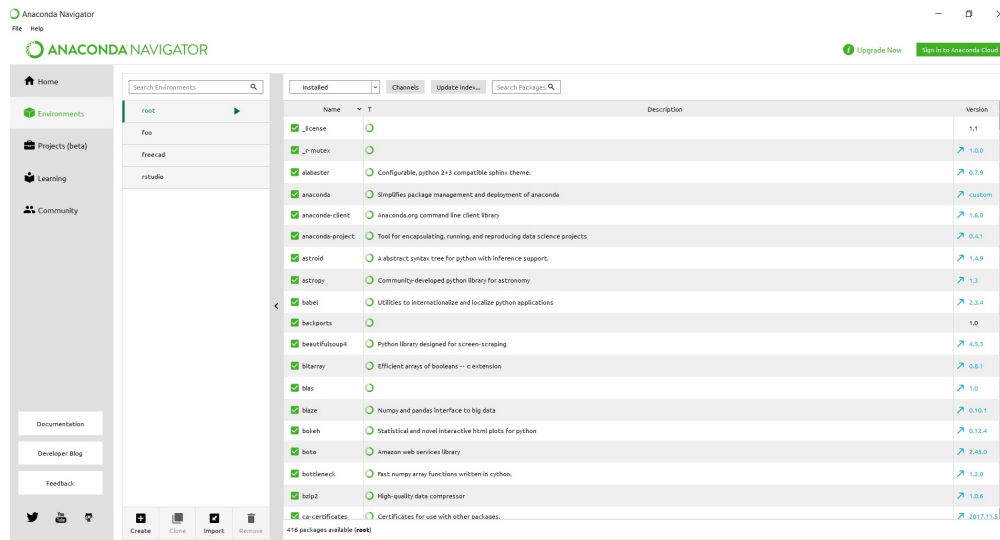 Anaconda Navigator
File Help
ANACONDA NAVIGATOR
Upgrade Now
Sign in to Anaconda Cloud
Home
Environments
Projects (beta)
Learning
Community
Documentation
Developer Blog
Feedback
You Tube
Search Environments
root
foo
freecad
rstudio
Create Clone Import Remove
Installed Channels Update index... Search Packages
Name T Description Version
_license 1.1
_r-mutex 1.0.0
alabaster Configurable, python 2+3 compatible sphinx theme. 0.7.9
anaconda Simplifies package management and deployment of anaconda custom
anaconda-client Anaconda.org command line client library 1.6.0
anaconda-project Tool for encapsulating, running, and reproducing data science projects 0.4.1
astroid A abstract syntax tree for python with inference support. 1.4.9
astropy Community-developed python library for astronomy 1.3
babel Utilities to internationalize and localize python applications 2.3.4
backports 1.0
beautifulsoup4 Python library designed for screen-scraping 4.5.3
bitarray Efficient arrays of booleans -- c extension 0.8.1
blas 1.0
blaze Numpy and pandas interface to big data 0.10.1
bokeh Statistical and novel interactive html plots for python 0.12.4
boto Amazon web services library 2.45.0
bottleneck Fast numpy array functions written in cython. 1.2.0
bzip2 High-quality data compressor 1.0.6
ca-certificates Certificates for use with other packages. 2017.11.5
416 packages available (root)